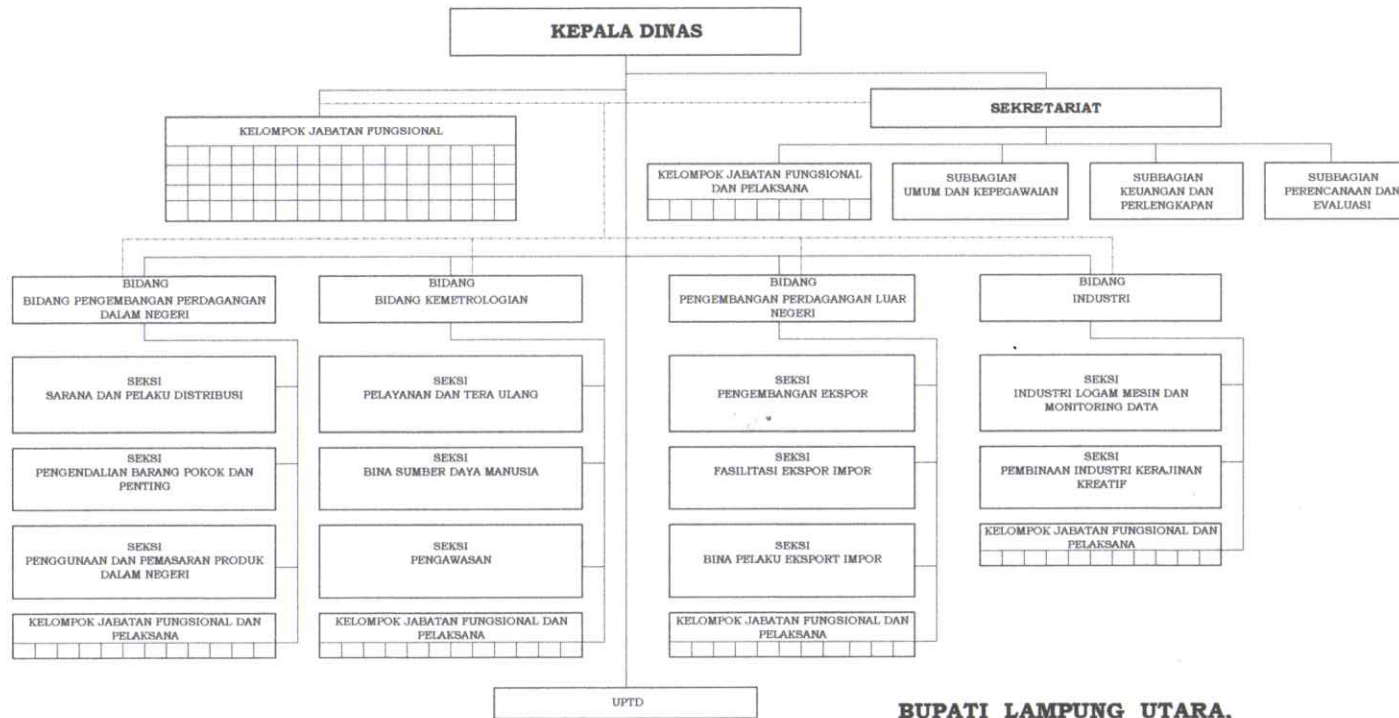 KEPALA DINAS
SEKRETARIAT
KELOMPOK JABATAN FUNGSIONAL
KELOMPOK JABATAN FUNGSIONAL
DAN PELAKSANA
SUBBAGIAN
UMUM DAN KEPEGAWAIAN
SUBBAGIAN
KEUANGAN DAN
PERLENGKAPAN
SUBBAGIAN
PERENCANAAN DAN
EVALUASI
BIDANG
BIDANG PENGEMBANGAN PERDAGANGAN
DALAM NEGERI
SEKSI
SARANA DAN PELAKU DISTRIBUSI
SEKSI
PENGENDALIAN BARANG POKOK DAN
PENTING
SEKSI
PENGGUNAAN DAN PEMASARAN PRODUK
DALAM NEGERI
KELOMPOK JABATAN FUNGSIONAL DAN
PELAKSANA
BIDANG
BIDANG KEMETROLOGIAN
SEKSI
PELAYANAN DAN TERA ULANG
SEKSI
BINA SUMBER DAYA MANUSIA
SEKSI
PENGAWASAN
KELOMPOK JABATAN FUNGSIONAL DAN
PELAKSANA
BIDANG
PENGEMBANGAN PERDAGANGAN LUAR
NEGERI
SEKSI
PENGEMBANGAN EKSPOR
SEKSI
FASILITASI EKSPOR IMPOR
SEKSI
BINA PELAKU EKSPORT IMPOR
KELOMPOK JABATAN FUNGSIONAL DAN
PELAKSANA
BIDANG
INDUSTRI
SEKSI
INDUSTRI LOGAM MESIN DAN
MONITORING DATA
SEKSI
PEMBINAAN INDUSTRI KERAJINAN
KREATIF
KELOMPOK JABATAN FUNGSIONAL DAN
PELAKSANA
UPTD
BUPATI LAMPUNG UTARA,